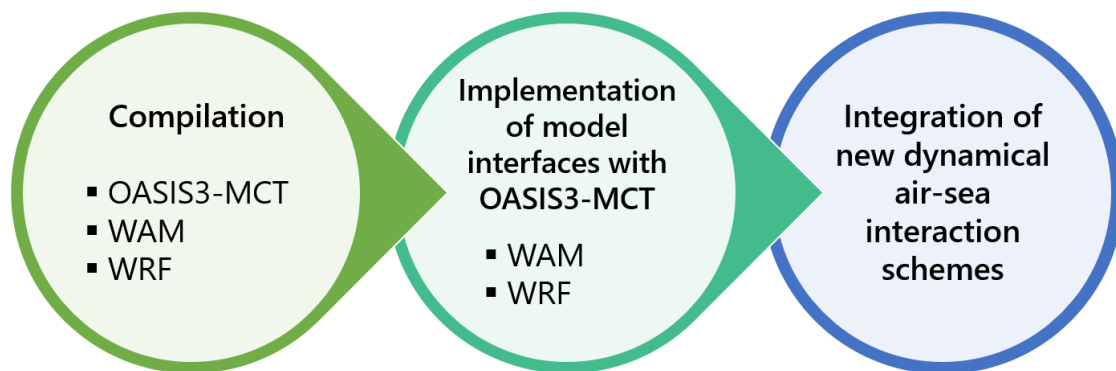 Compilation
▪ OASIS3-MCT
▪ WAM
▪ WRF
Implementation
of model
interfaces with
OASIS3-MCT
▪ WAM
▪ WRF
Integration of
new dynamical
air-sea
interaction
schemes